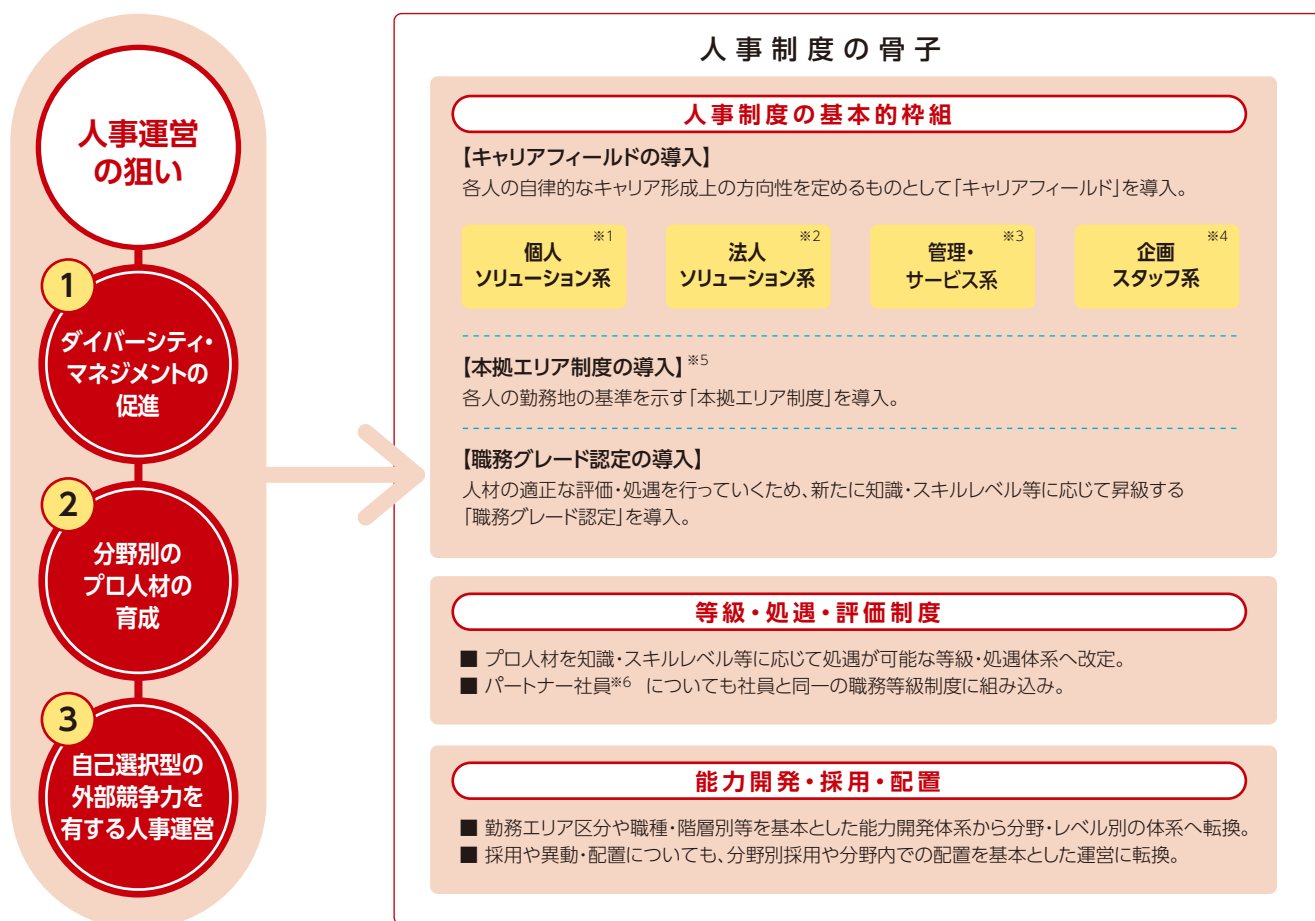 人事運営
の狙い
1
ダイバーシティ・
マネジメントの
促進
2
分野別の
プロ人材の
育成
3
自己選択型の
外部競争力を
有する人事運営
人事制度の骨子
人事制度の基本的枠組
【キャリアフィールドの導入】
各人の自律的なキャリア形成上の方向性を定めるものとして「キャリアフィールド」を導入。
※1
個人
ソリューション系
※2
法人
ソリューション系
※3
管理・
サービス系
※4
企画
スタッフ系
【本拠エリア制度の導入】※5
各人の勤務地の基準を示す「本拠エリア制度」を導入。
【職務グレード認定の導入】
人材の適正な評価・処遇を行っていくため、新たに知識・スキルレベル等に応じて昇級する
「職務グレード認定」を導入。
等級・処遇・評価制度
■ プロ人材を知識・スキルレベル等に応じて処遇が可能な等級・処遇体系へ改定。
■ パートナー社員※6 についても社員と同一の職務等級制度に組み込み。
能力開発・採用・配置
■ 勤務エリア区分や職種・階層別等を基本とした能力開発体系から分野・レベル別の体系へ転換。
■ 採用や異動・配置についても、分野別採用や分野内での配置を基本とした運営に転換。